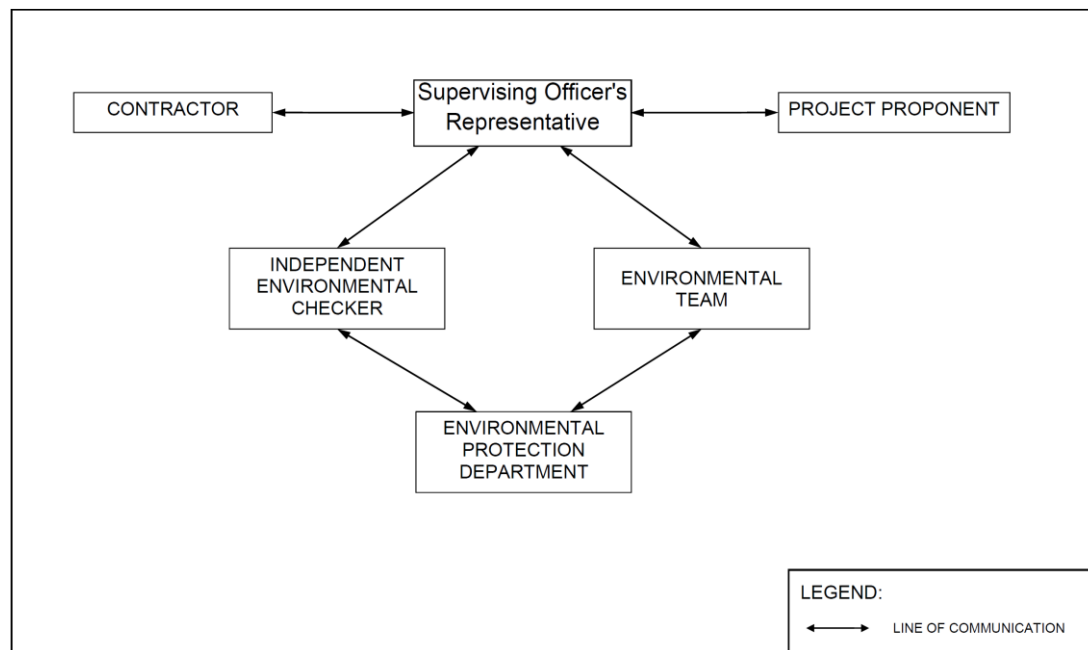 CONTRACTOR
Supervising Officer's
Representative
PROJECT PROPONENT
INDEPENDENT
ENVIRONMENTAL
CHECKER
ENVIRONMENTAL
TEAM
ENVIRONMENTAL
PROTECTION
DEPARTMENT
LEGEND:
LINE OF COMMUNICATION